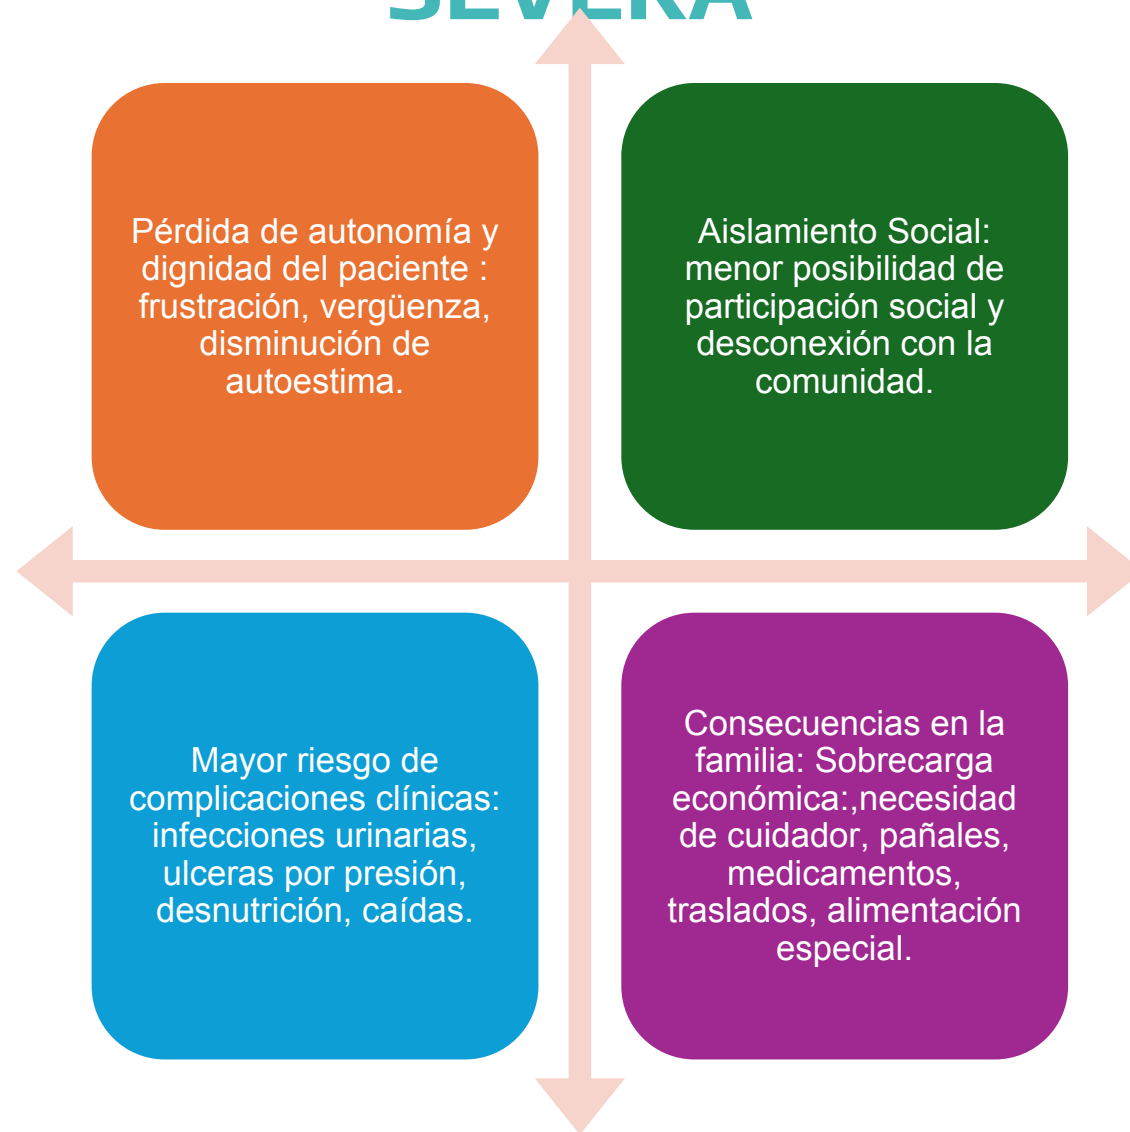 SEVERA
Pérdida de autonomía y
dignidad del paciente :
frustración, vergüenza,
disminución de
autoestima.
Aislamiento Social:
menor posibilidad de
participación social y
desconexión con la
comunidad.
Mayor riesgo de
complicaciones clínicas:
infecciones urinarias,
ulceras por presión,
desnutrición, caídas.
Consecuencias en la
familia: Sobrecarga
económica:,necesidad
de cuidador, pañales,
medicamentos,
traslados, alimentación
especial.